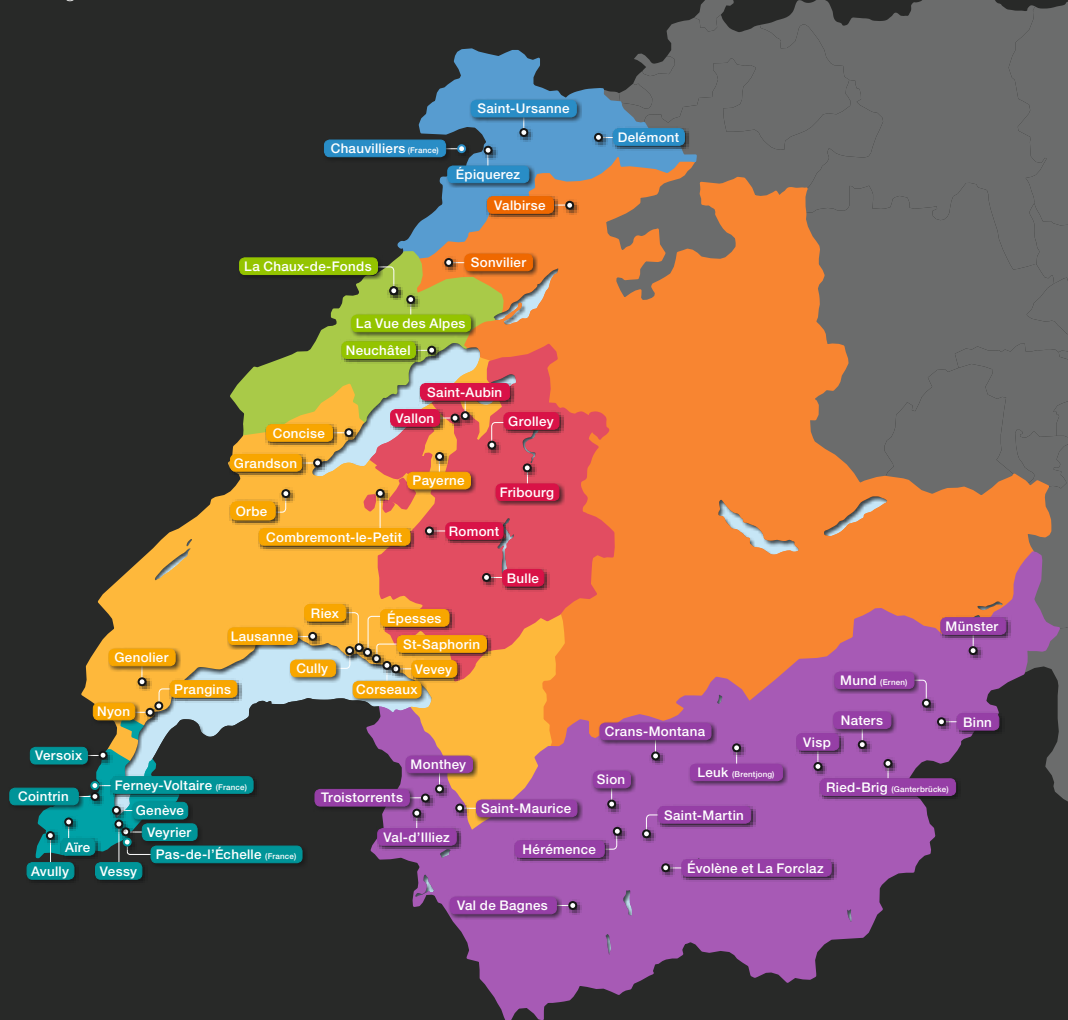 Saint-Ursanne
Delémont
Chauvilliers (France)
Épiquerez
Valbirse
La Chaux-de-Fonds
Sonvilier
La Vue des Alpes
Neuchâtel
Saint-Aubin
Vallon
Grolley
Concise
Grandson
Payerne
Fribourg
Orbe
Combremont-le-Petit
Romont
Bulle
Riex
Épesses
Lausanne
St-Saphorin
Genolier
Cully
Vevey
Prangins
Corseaux
Nyon
Münster
Mund (Ernen)
Naters
Binn
Crans-Montana
Visp
Versoix
Monthey
Leuk (Brentjong)
Sion
Ferney-Voltaire (France)
Ried-Brig (Ganterbrücke)
Cointrin
Troistorrents
Genève
Saint-Maurice
Saint-Martin
Veyrier
Val-d'Illiez
Aïre
Hérémence
Pas-de-l'Échelle (France)
Avully
Vessy
Évolène et La Forclaz
Val de Bagnes